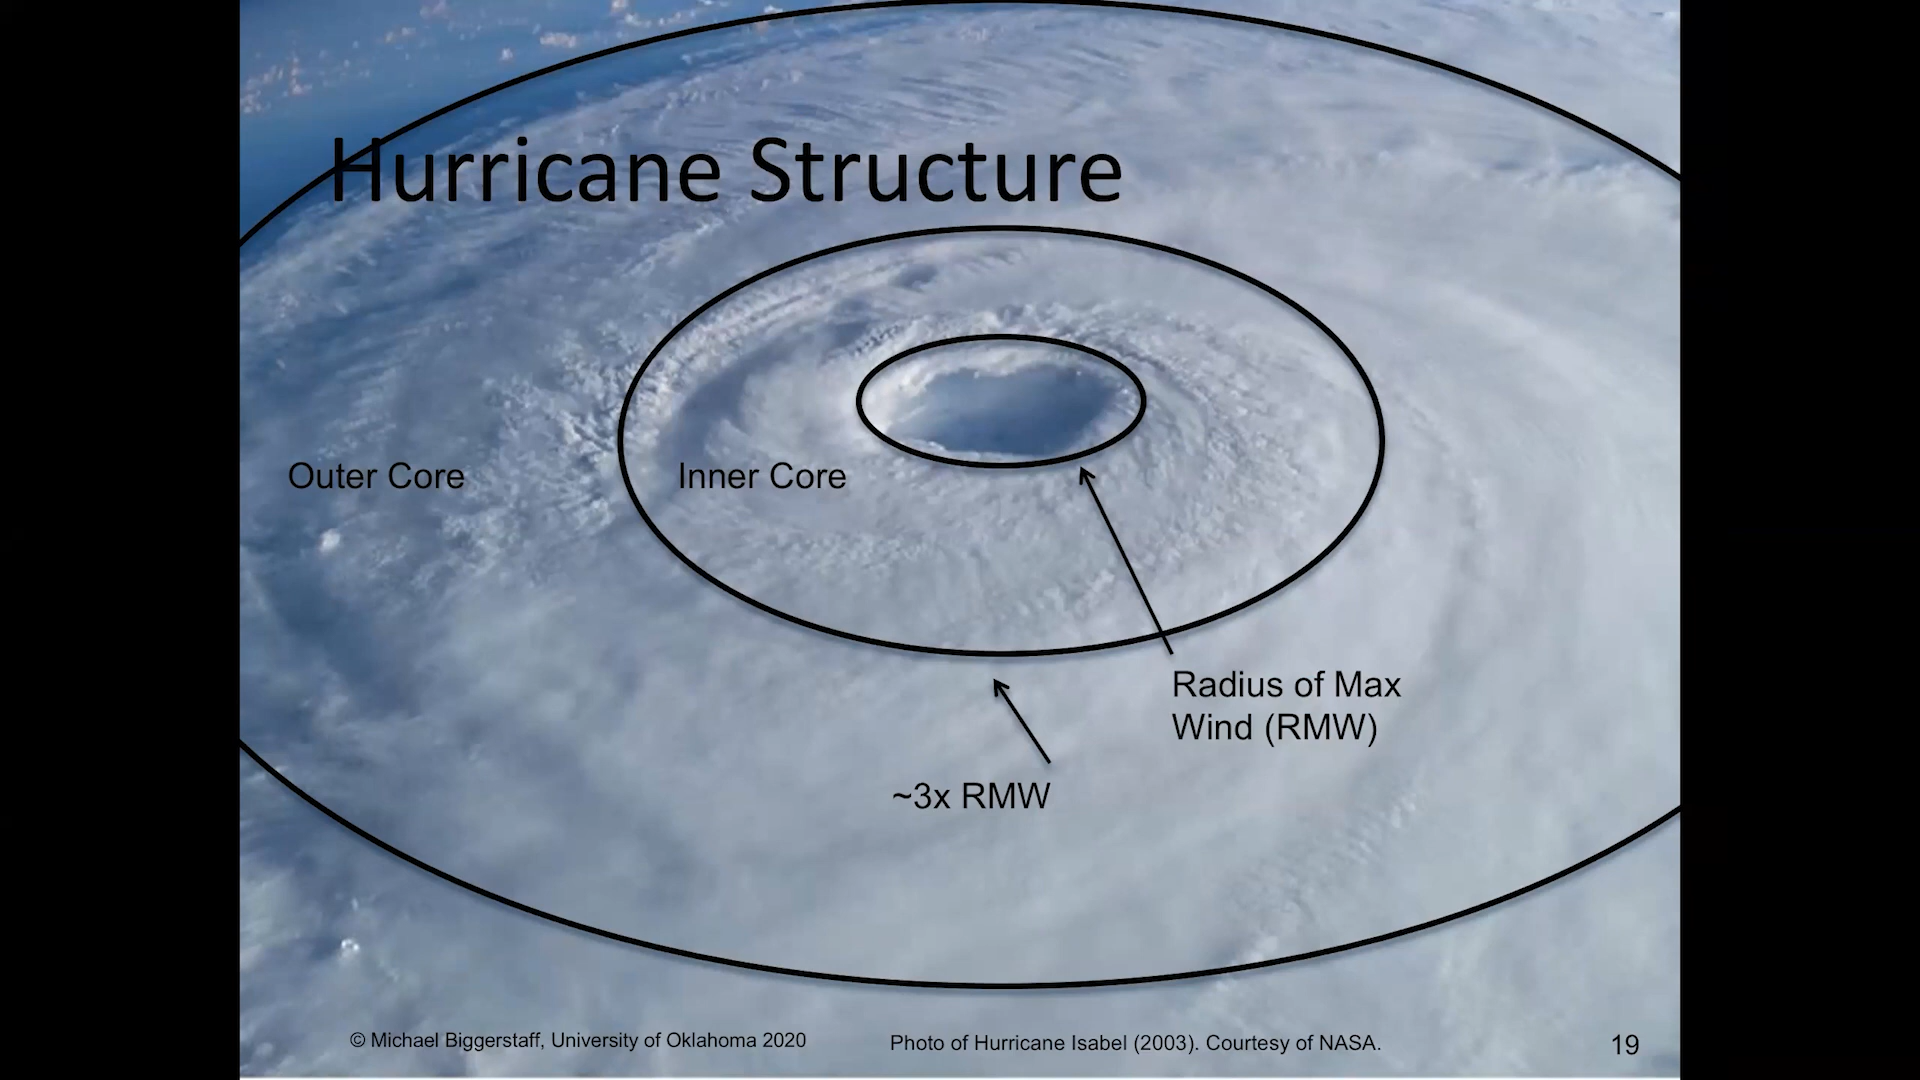 Hurricane Structure
Outer Core
Inner Core
Radius of Max
Wind (RMW)
~3x RMW
© Michael Biggerstaff, University of Oklahoma 2020
Photo of Hurricane Isabel (2003). Courtesy of NASA.
19